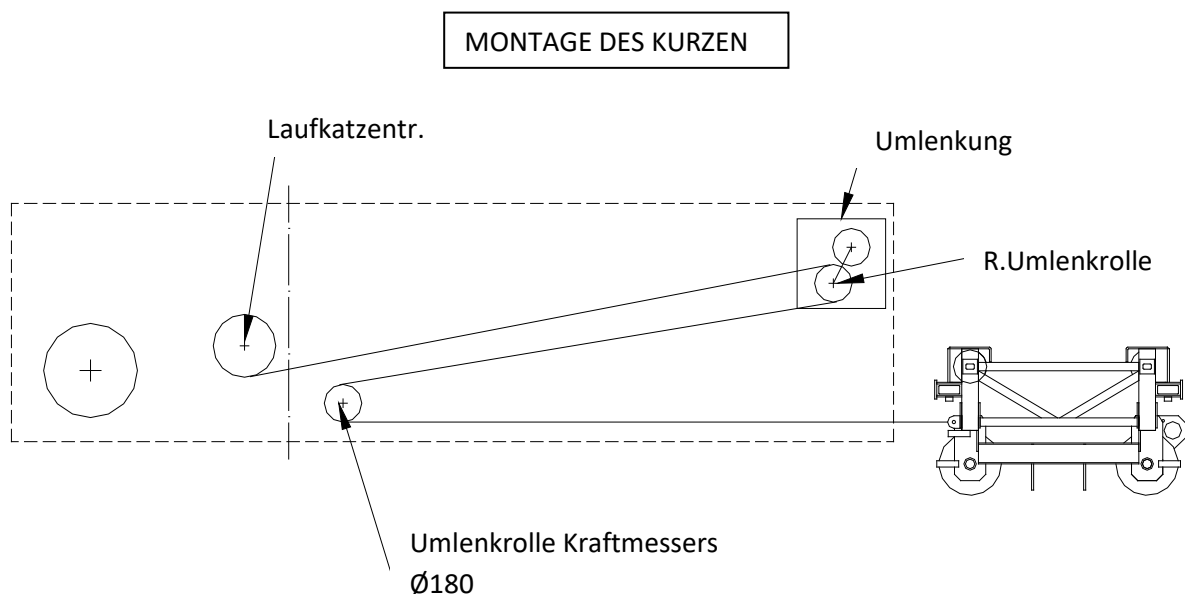 MONTAGE DES KURZEN
Laufkatzentr.
Umlenkung
R.Umlenkrolle
Umlenkrolle Kraftmessers
Ø180